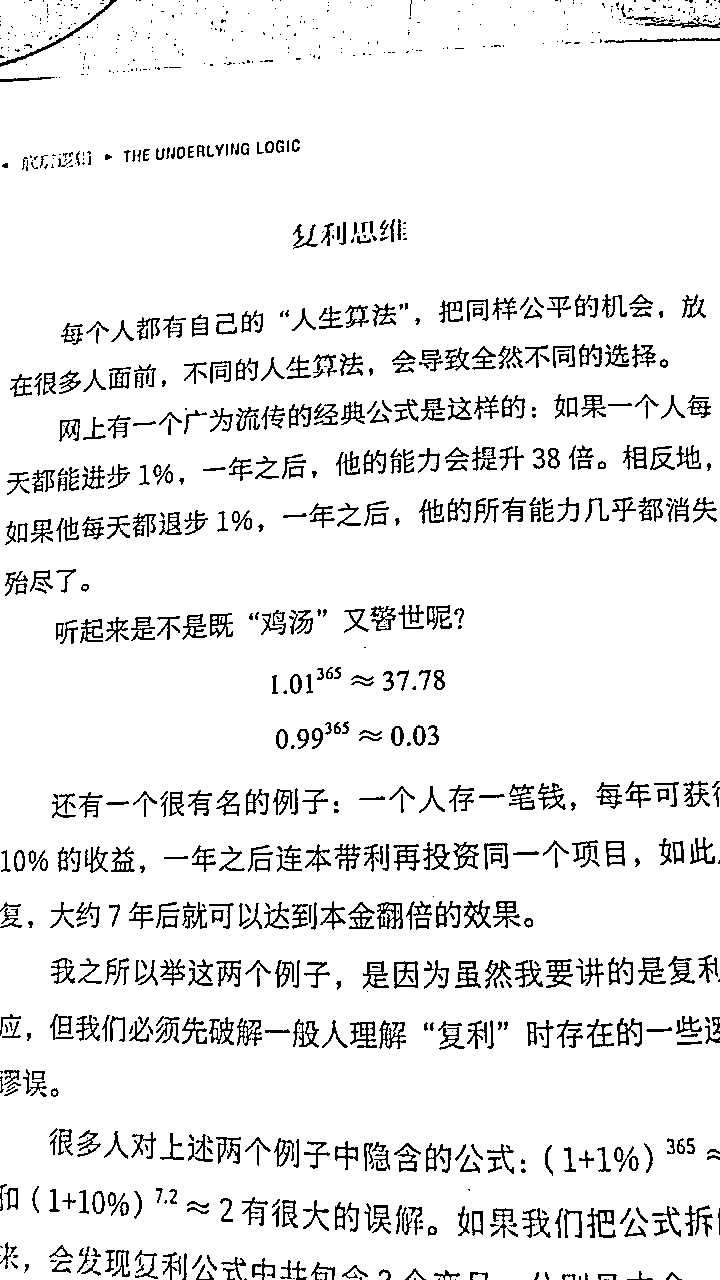 底层逻辑 ▸ THE UNDERLYING LOGIC
复利思维
每个人都有自己的“人生算法”，把同样公平的机会，放
在很多人面前，不同的人生算法，会导致全然不同的选择。
网上有一个广为流传的经典公式是这样的：如果一个人每
天都能进步 1%，一年之后，他的能力会提升 38 倍。相反地，
如果他每天都退步 1%，一年之后，他的所有能力几乎都消失
殆尽了。
听起来是不是既“鸡汤”又警世呢？
1.01³⁶⁵ ≈ 37.78
0.99³⁶⁵ ≈ 0.03
还有一个很有名的例子：一个人存一笔钱，每年可获
10% 的收益，一年之后连本带利再投资同一个项目，如此
复，大约 7 年后就可以达到本金翻倍的效果。
我之所以举这两个例子，是因为虽然我要讲的是复利
应，但我们必须先破解一般人理解“复利”时存在的一些
谬误。
很多人对上述两个例子中隐含的公式：（1+1%）³⁶⁵ ≈
和（1+10%）⁷·² ≈ 2 有很大的误解。如果我们把公式拆
来，会发现复利公式中共包含 3 个变量，分别是本金